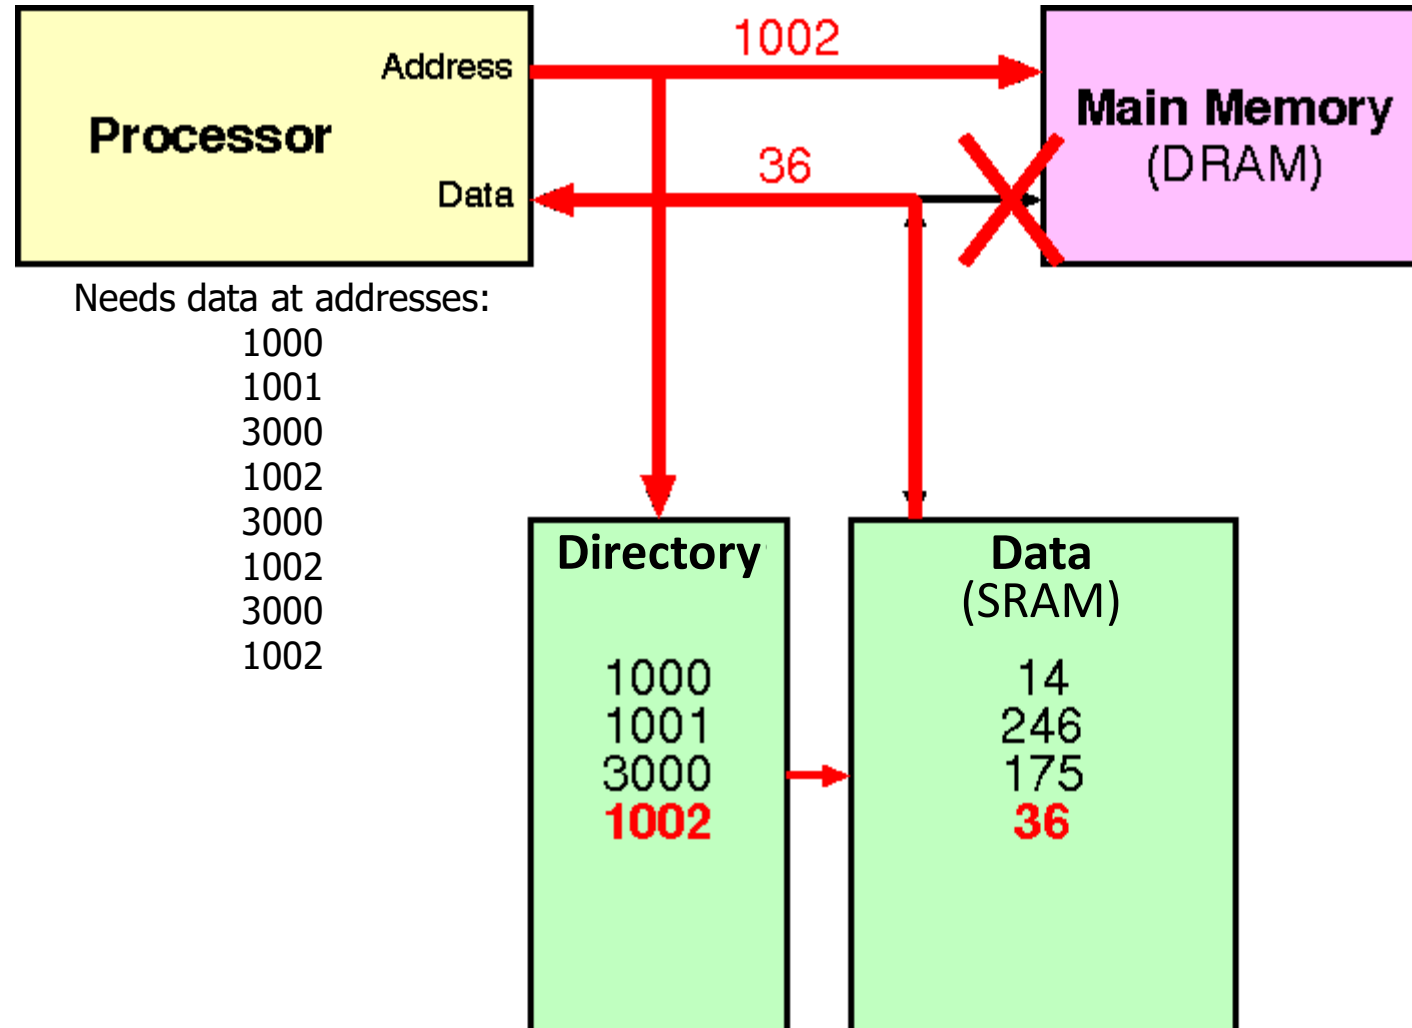 Processor
Address
Data
1002
36
Main Memory
(DRAM)
Needs data at addresses:
1000
1001
3000
1002
3000
1002
3000
1002
Directory
1000
1001
3000
1002
Data
(SRAM)
14
246
175
36